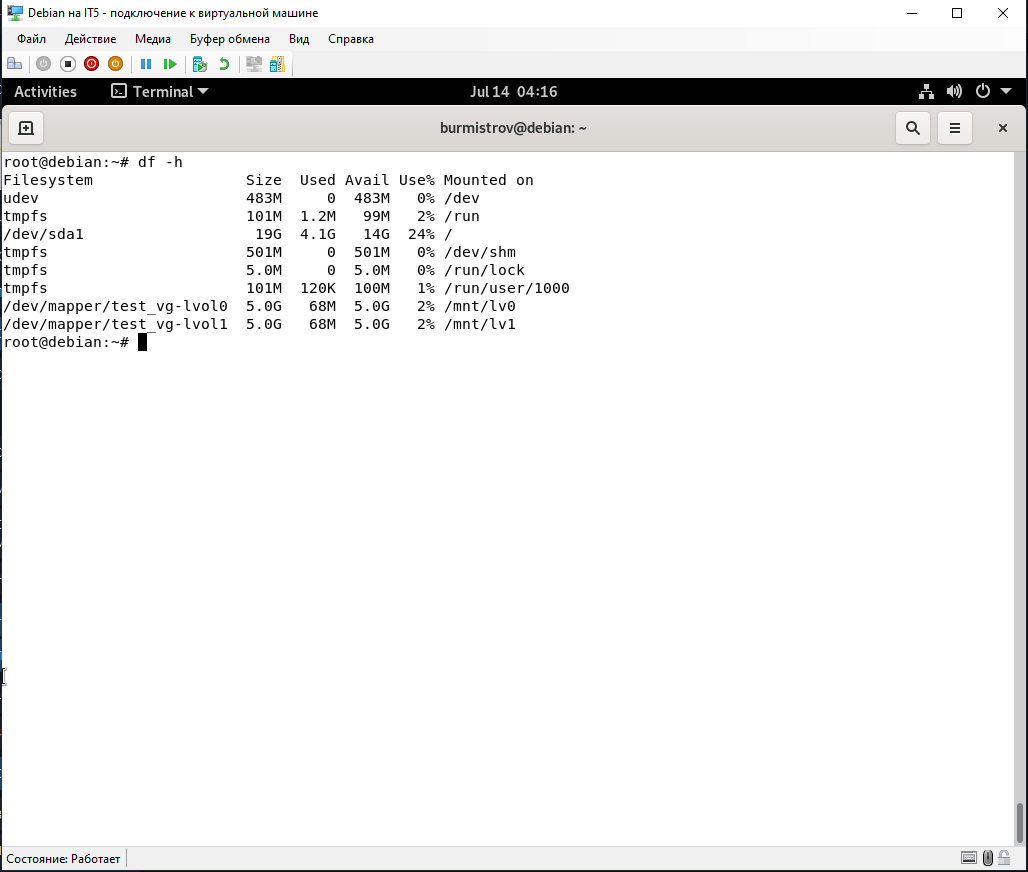 Debian на IT5 - подключение к виртуальной машине
Файл Действие Медиа Буфер обмена Вид Справка
Activities Terminal Jul 14 04:16
burmistrov@debian: ~
root@debian:~# df -h
Filesystem Size Used Avail Use% Mounted on
udev 483M 0 483M 0% /dev
tmpfs 101M 1.2M 99M 2% /run
/dev/sda1 19G 4.1G 14G 24% /
tmpfs 501M 0 501M 0% /dev/shm
tmpfs 5.0M 0 5.0M 0% /run/lock
tmpfs 101M 120K 100M 1% /run/user/1000
/dev/mapper/test_vg-lvol0 5.0G 68M 5.0G 2% /mnt/lv0
/dev/mapper/test_vg-lvol1 5.0G 68M 5.0G 2% /mnt/lv1
root@debian:~#
Состояние: Работает